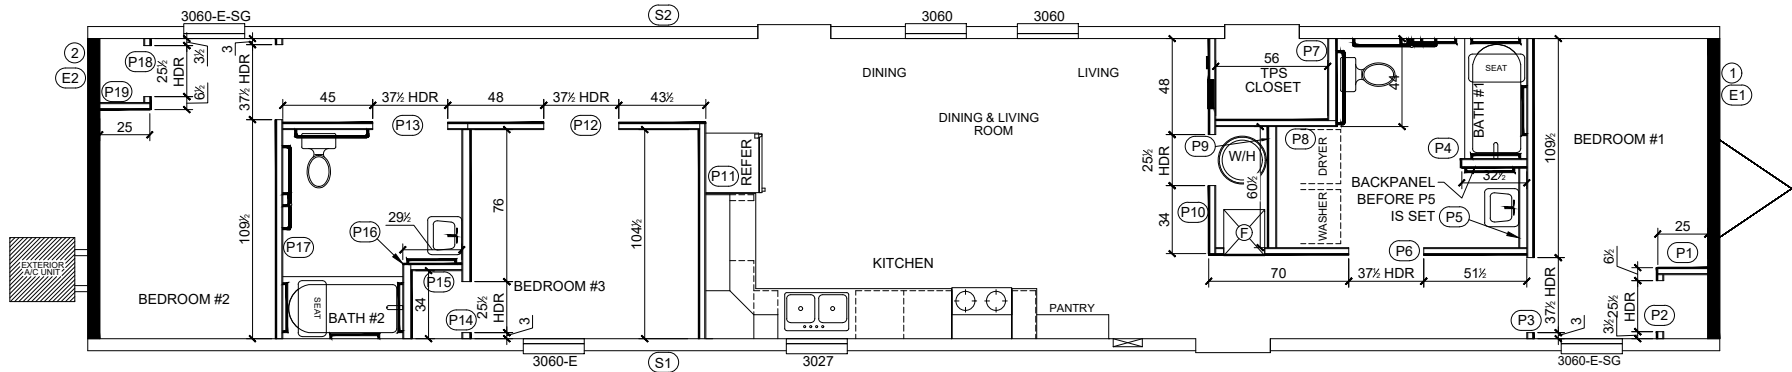 3060-E-SG
S2
3060
3060
2
E2
P18
P19
25
25½ HDR
3½
6½
3
37½ HDR
109½
45
37½ HDR
48
37½ HDR
43½
P13
P12
DINING
LIVING
DINING & LIVING
ROOM
48
56
TPS
CLOSET
P7
44
SEAT
BATH #1
109½
BEDROOM #1
1
E1
P11
REFER
P9
W/H
P8
DRYER
WASHER
P4
32½
BACKPANEL
BEFORE P5
IS SET
P5
25½
HDR
34
P10
60½
F
P6
25
P1
6½
25½
HDR
3½
P2
P3
3
37½ HDR
76
104½
29½
P16
P17
P15
34
25½
HDR
P14
3
EXTERIOR
A/C UNIT
BEDROOM #2
SEAT
BATH #2
BEDROOM #3
KITCHEN
PANTRY
70
37½ HDR
51½
3060-E
S1
3027
3060-E-SG